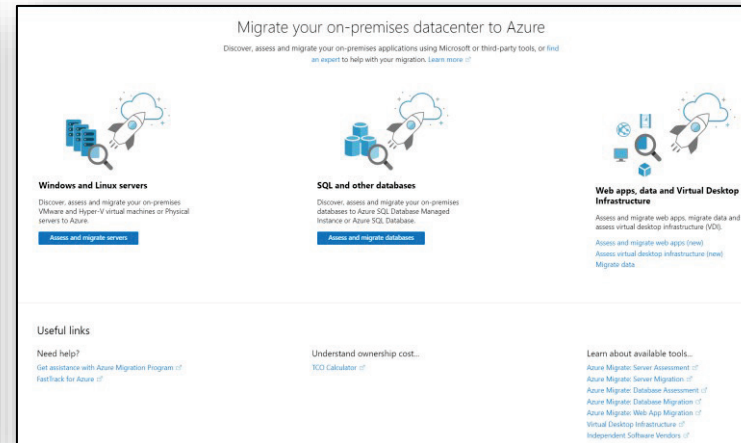 Migrate your on-premises datacenter to Azure
Discover, assess and migrate your on-premises applications using Microsoft or third-party tools, or find
an expert to help with your migration. Learn more
Windows and Linux servers
Discover, assess and migrate your on-premises
VMware and Hyper-V virtual machines or Physical
servers to Azure.
Assess and migrate servers
SQL and other databases
Discover, assess and migrate your on-premises
databases to Azure SQL Database Managed
Instance or Azure SQL Database.
Assess and migrate databases
Web apps, data and Virtual Desktop
Infrastructure
Assess and migrate web apps, migrate data and
assess virtual desktop infrastructure (VDI).
Assess and migrate web apps (new)
Assess virtual desktop infrastructure (new)
Migrate data
Useful links
Need help?
Get assistance with Azure Migration Program
FastTrack for Azure
Understand ownership cost...
TCO Calculator
Learn about available tools...
Azure Migrate: Server Assessment
Azure Migrate: Server Migration
Azure Migrate: Database Assessment
Azure Migrate: Database Migration
Azure Migrate: Web App Migration
Virtual Desktop Infrastructure
Independent Software Vendors